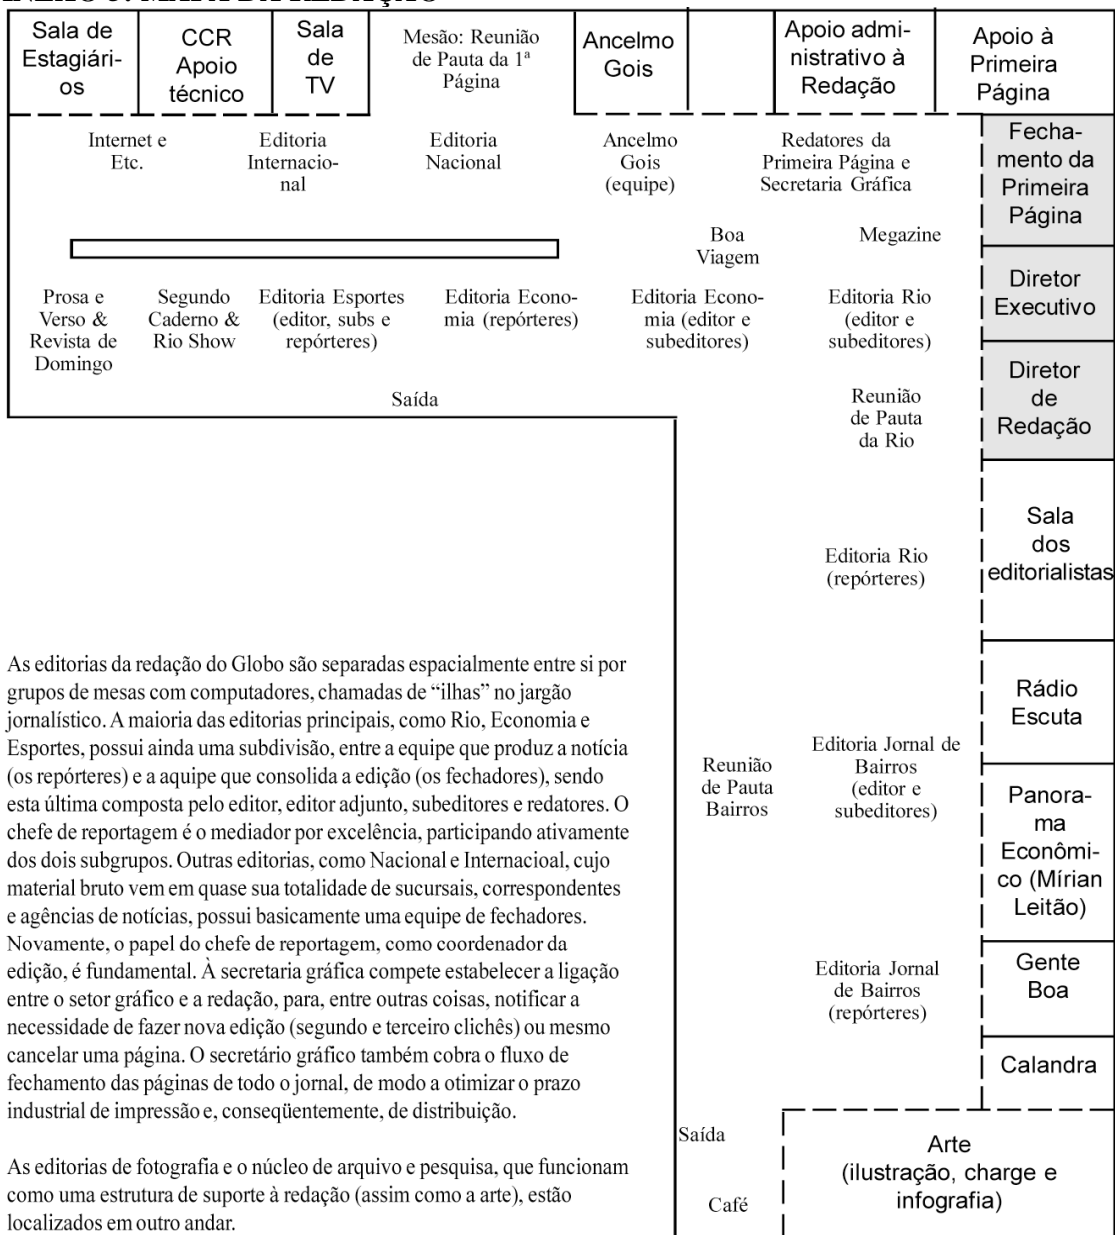 Sala de
Estagiári-
os
CCR
Apoio
técnico
Sala
de
TV
Mesão: Reunião
de Pauta da 1ª
Página
Ancelmo
Gois
Apoio admi-
nistrativo à
Redação
Apoio à
Primeira
Página
Internet e
Etc.
Editoria
Internacio-
nal
Editoria
Nacional
Ancelmo
Gois
(equipe)
Redatores da
Primeira Página e
Secretaria Gráfica
Fecha-
mento da
Primeira
Página
Boa
Viagem
Megazine
Diretor
Executivo
Prosa e
Verso &
Revista de
Domingo
Segundo
Caderno &
Rio Show
Editoria Esportes
(editor, subs e
repórteres)
Editoria Econo-
mia (repórteres)
Editoria Econo-
mia (editor e
subeditores)
Editoria Rio
(editor e
subeditores)
Diretor
de
Redação
Saída
Reunião
de Pauta
da Rio
Sala
dos
editorialistas
Editoria Rio
(repórteres)
Rádio
Escuta
Reunião
de Pauta
Bairros
Editoria Jornal de
Bairros
(editor e
subeditores)
Panora-
ma
Econômi-
co (Mírian
Leitão)
Editoria Jornal
de Bairros
(repórteres)
Gente
Boa
Calandra
Saída
Café
Arte
(ilustração, charge e
infografia)
As editorias da redação do Globo são separadas espacialmente entre si por
grupos de mesas com computadores, chamadas de “ilhas” no jargão
jornalístico. A maioria das editorias principais, como Rio, Economia e
Esportes, possui ainda uma subdivisão, entre a equipe que produz a notícia
(os repórteres) e a aquipe que consolida a edição (os fechadores), sendo
esta última composta pelo editor, editor adjunto, subeditores e redatores. O
chefe de reportagem é o mediador por excelência, participando ativamente
dos dois subgrupos. Outras editorias, como Nacional e Internacioal, cujo
material bruto vem em quase sua totalidade de sucursais, correspondentes
e agências de notícias, possui basicamente uma equipe de fechadores.
Novamente, o papel do chefe de reportagem, como coordenador da
edição, é fundamental. À secretaria gráfica compete estabelecer a ligação
entre o setor gráfico e a redação, para, entre outras coisas, notificar a
necessidade de fazer nova edição (segundo e terceiro clichês) ou mesmo
cancelar uma página. O secretário gráfico também cobra o fluxo de
fechamento das páginas de todo o jornal, de modo a otimizar o prazo
industrial de impressão e, conseqüentemente, de distribuição.
As editorias de fotografia e o núcleo de arquivo e pesquisa, que funcionam
como uma estrutura de suporte à redação (assim como a arte), estão
localizados em outro andar.